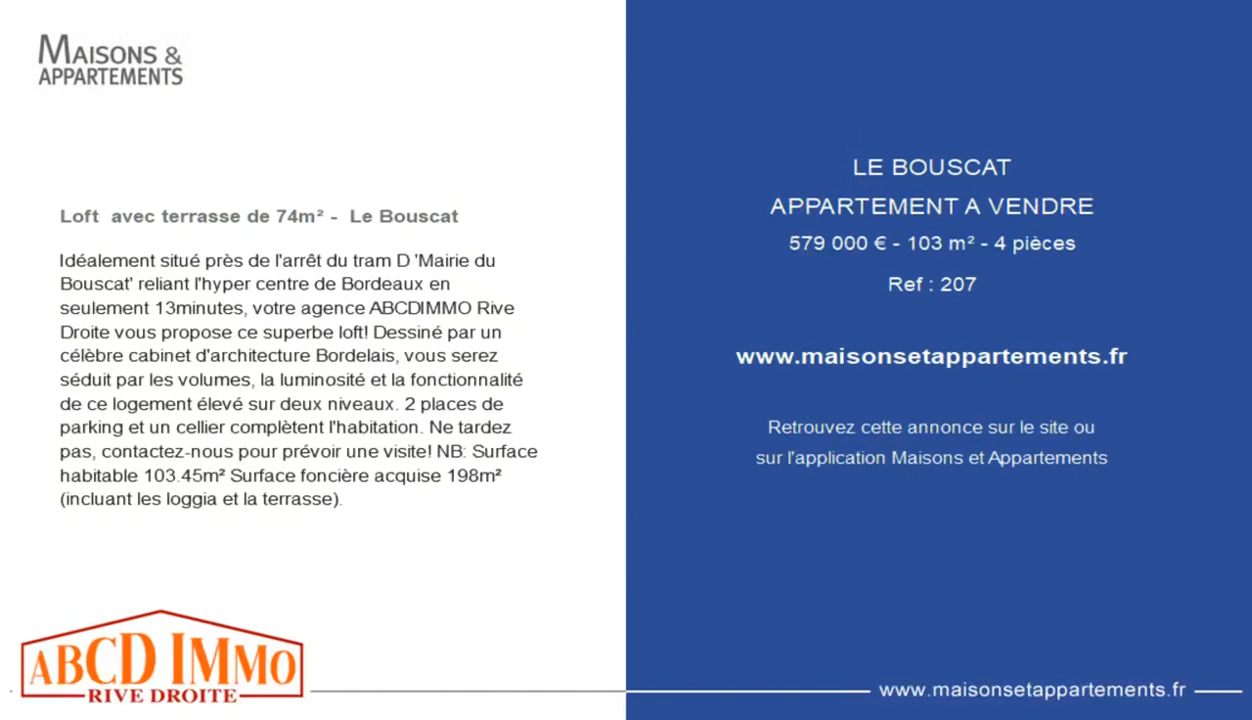 MAISONS &
APPARTEMENTS
Loft avec terrasse de 74m² - Le Bouscat
Idéalement situé près de l'arrêt du tram D 'Mairie du
Bouscat' reliant l'hyper centre de Bordeaux en
seulement 13minutes, votre agence ABCDIMMO Rive
Droite vous propose ce superbe loft! Dessiné par un
célèbre cabinet d'architecture Bordelais, vous serez
séduit par les volumes, la luminosité et la fonctionnalité
de ce logement élevé sur deux niveaux. 2 places de
parking et un cellier complètent l'habitation. Ne tardez
pas, contactez-nous pour prévoir une visite! NB: Surface
habitable 103.45m² Surface foncière acquise 198m²
(incluant les loggia et la terrasse).
ABCD IMMO
RIVE DROITE
LE BOUSCAT
APPARTEMENT A VENDRE
579 000 € - 103 m² - 4 pièces
Ref : 207
www.maisonsetappartements.fr
Retrouvez cette annonce sur le site ou
sur l'application Maisons et Appartements
www.maisonsetappartements.fr